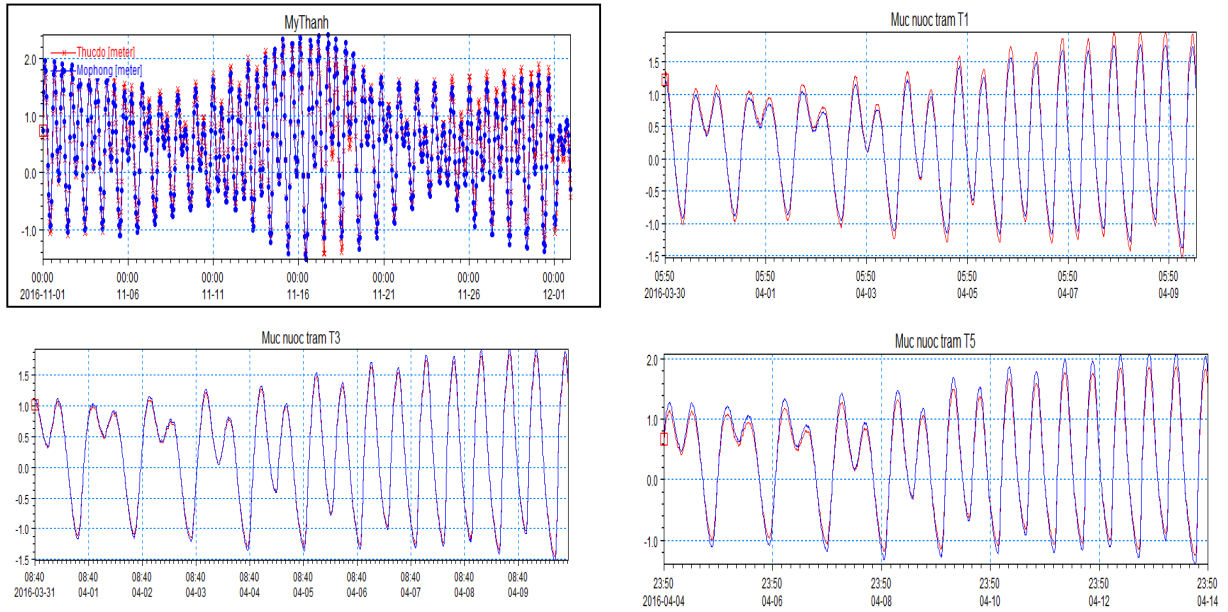 MyThanh
Thucdo [meter]
Mophong [meter]
2.0
1.0
0.0
-1.0
00:00 00:00 00:00 00:00 00:00 00:00 00:00
2016-11-01 11-06 11-11 11-16 11-21 11-26 12-01
Muc nuoc tram T1
1.5
1.0
0.5
0.0
-0.5
-1.0
-1.5
05:50 05:50 05:50 05:50 05:50 05:50
2016-03-30 04-01 04-03 04-05 04-07 04-09
Muc nuoc tram T3
1.5
1.0
0.5
0.0
-0.5
-1.0
-1.5
08:40 08:40 08:40 08:40 08:40 08:40 08:40 08:40 08:40 08:40
2016-03-31 04-01 04-02 04-03 04-04 04-05 04-06 04-07 04-08 04-09
Muc nuoc tram T5
2.0
1.0
0.0
-1.0
23:50 23:50 23:50 23:50 23:50 23:50
2016-04-04 04-06 04-08 04-10 04-12 04-14